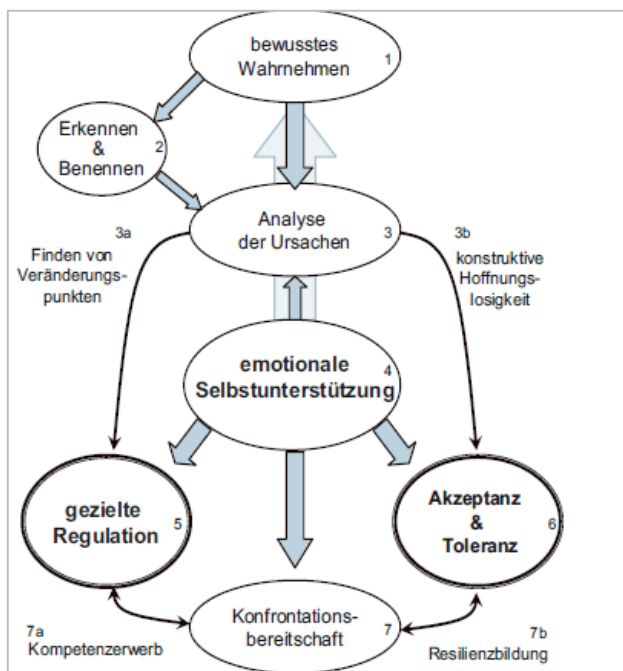 bewusstes
Wahrnehmen
1
Erkennen
&
Benennen
2
Analyse
der Ursachen
3
3a
Finden von
Veränderungs-
punkten
3b
konstruktive
Hoffnungs-
losigkeit
emotionale
Selbstunterstützung
4
gezielte
Regulation
5
Akzeptanz
&
Toleranz
6
Konfrontations-
bereitschaft
7
7a
Kompetenzerwerb
7b
Resilienzbildung